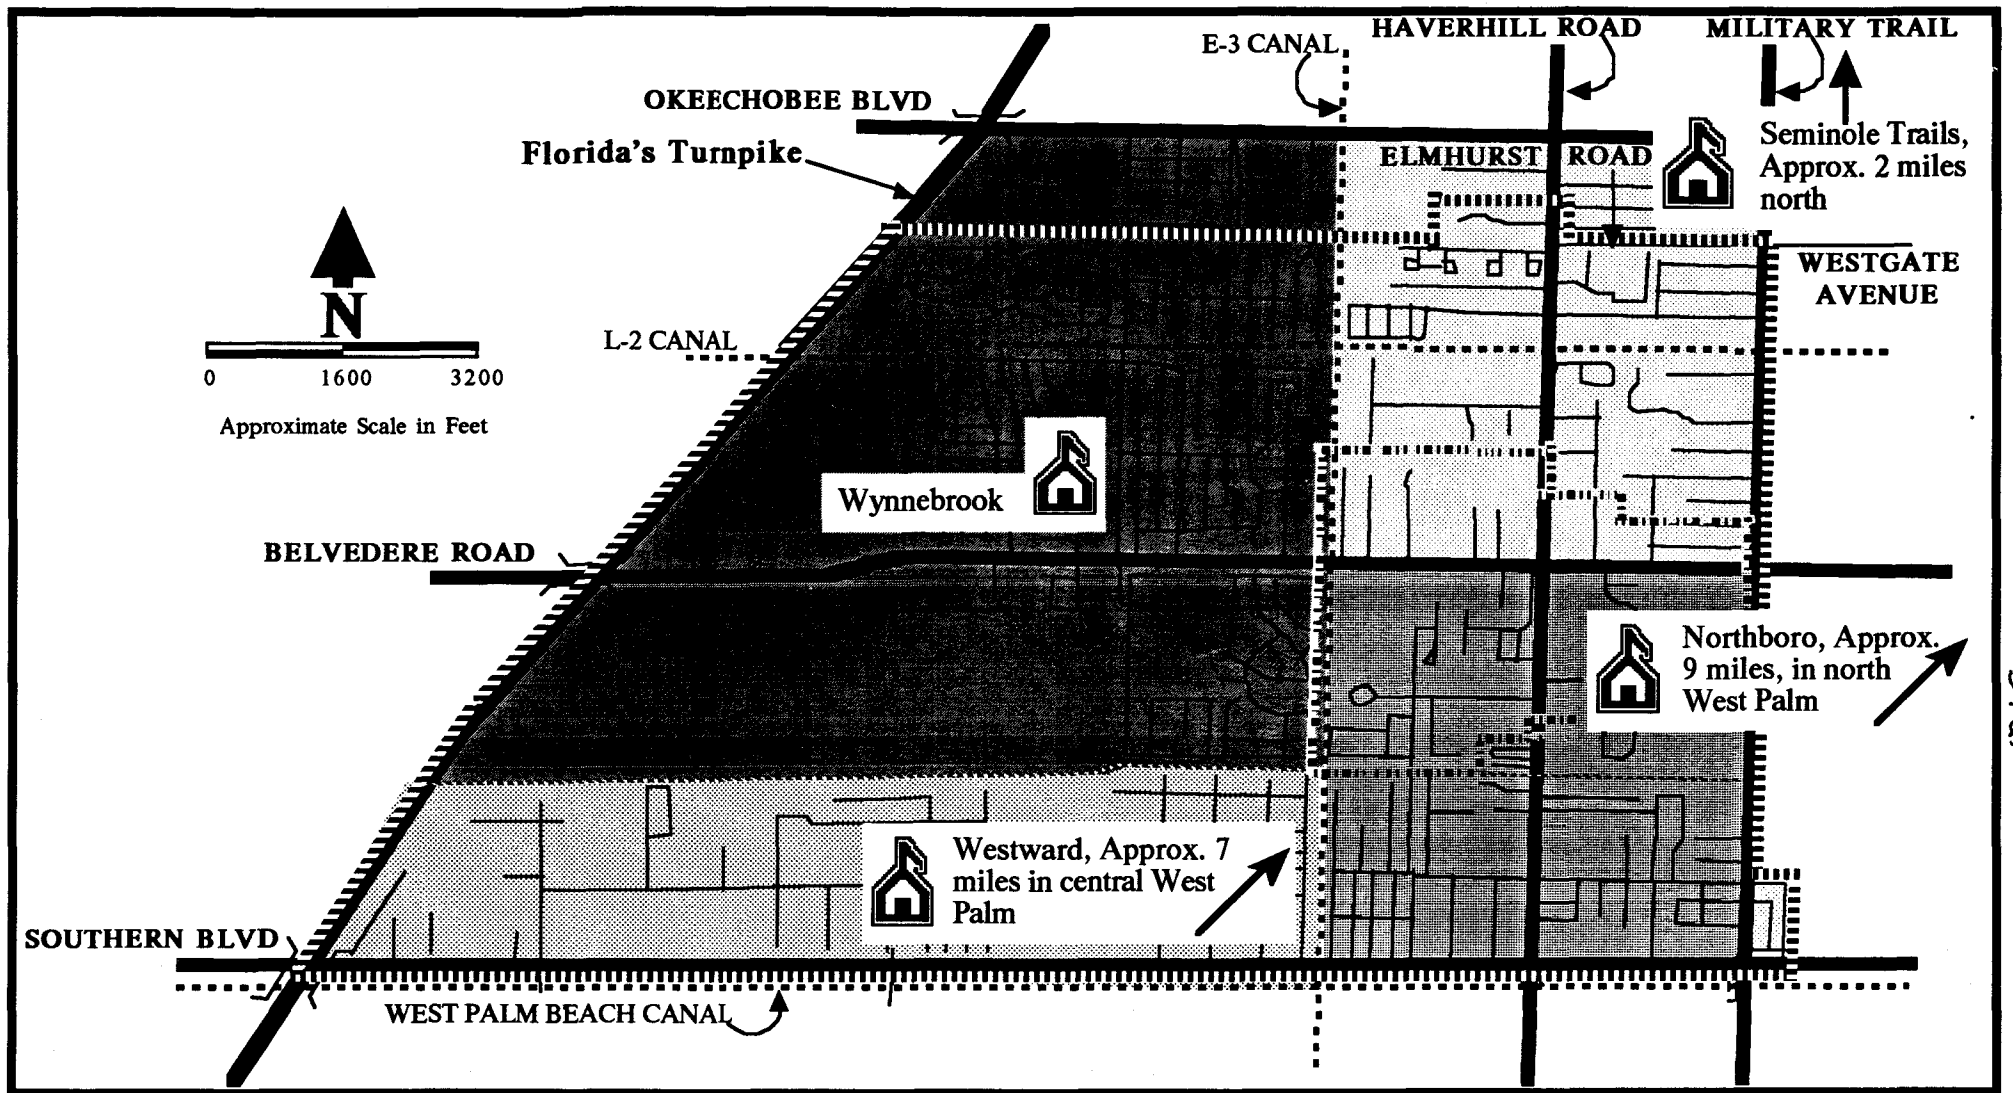 HAVERHILL ROAD
MILITARY TRAIL
E-3 CANAL
OKEECHOBEE BLVD
Florida's Turnpike
ELMHURST ROAD
Seminole Trails,
Approx. 2 miles
north
WESTGATE
AVENUE
N
0 1600 3200
Approximate Scale in Feet
L-2 CANAL
Wynnebrook
BELVEDERE ROAD
Northboro, Approx.
9 miles, in north
West Palm
Westward, Approx. 7
miles in central West
Palm
SOUTHERN BLVD
WEST PALM BEACH CANAL